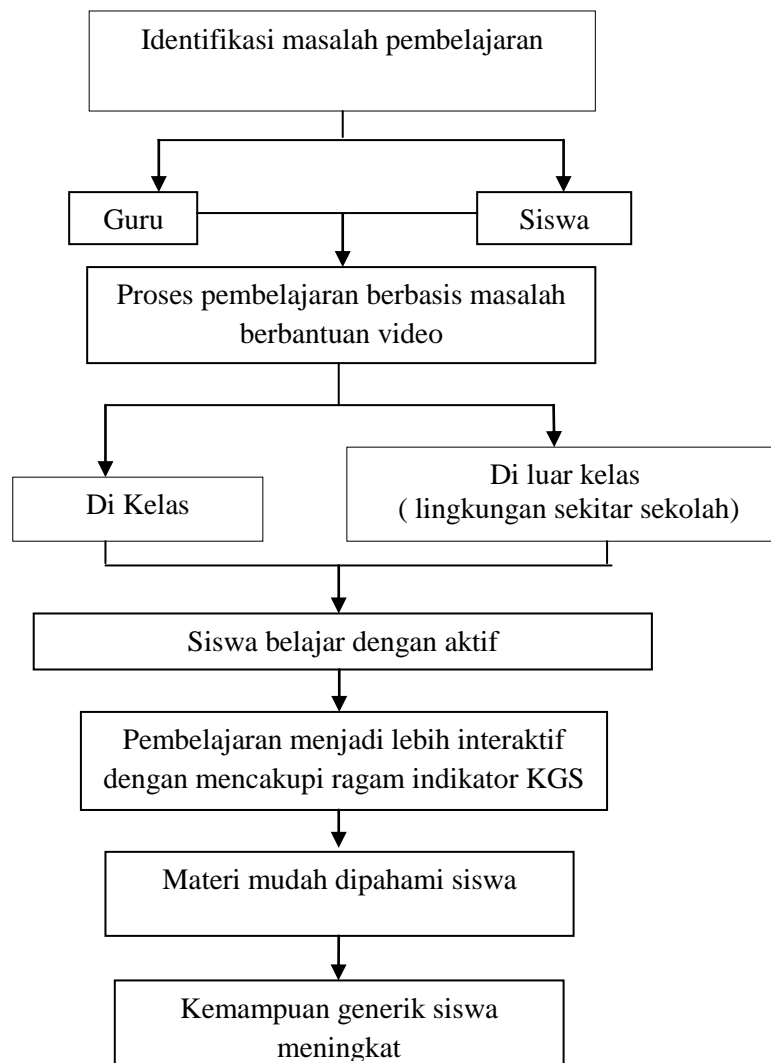 Identifikasi masalah pembelajaran
Guru
Siswa
Proses pembelajaran berbasis masalah
berbantuan video
Di Kelas
Di luar kelas
( lingkungan sekitar sekolah)
Siswa belajar dengan aktif
Pembelajaran menjadi lebih interaktif
dengan mencakupi ragam indikator KGS
Materi mudah dipahami siswa
Kemampuan generik siswa
meningkat